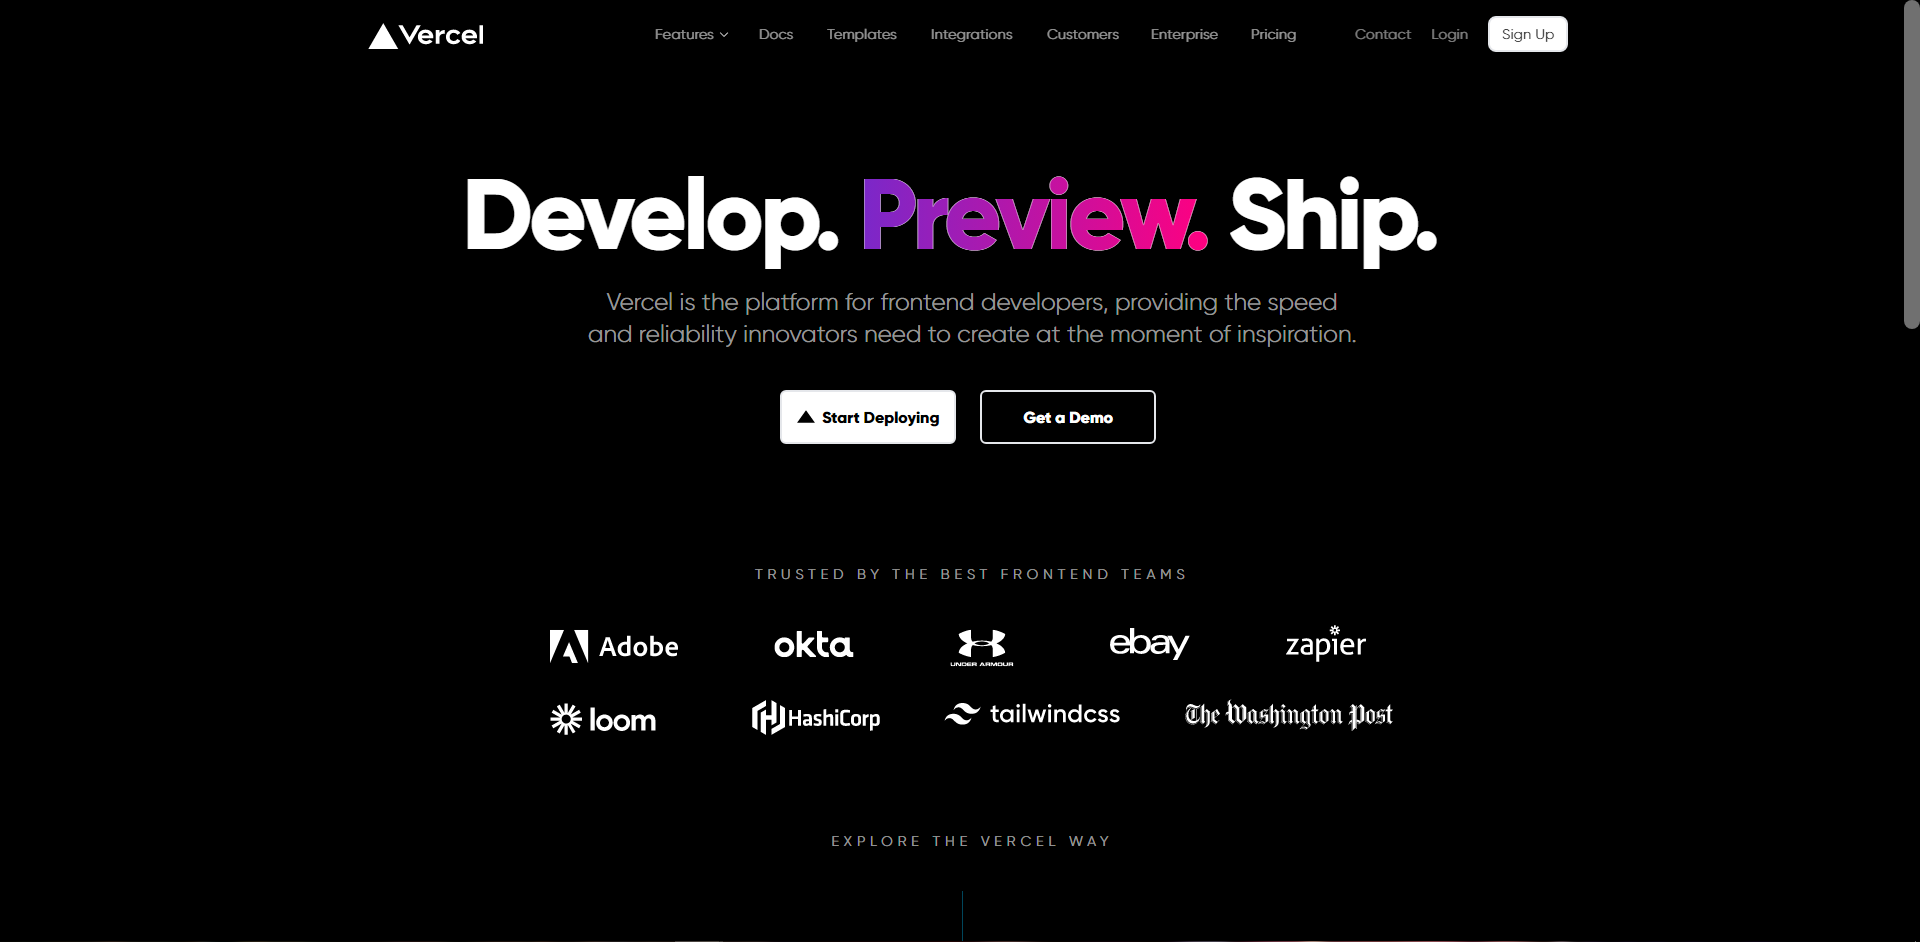 Vercel
Features Docs Templates Integrations Customers Enterprise Pricing Contact Login Sign Up
Develop. Preview. Ship.
Vercel is the platform for frontend developers, providing the speed
and reliability innovators need to create at the moment of inspiration.
Start Deploying Get a Demo
TRUSTED BY THE BEST FRONTEND TEAMS
Adobe okta UNDER ARMOUR ebay zapier
loom HashiCorp tailwindcss The Washington Post
EXPLORE THE VERCEL WAY